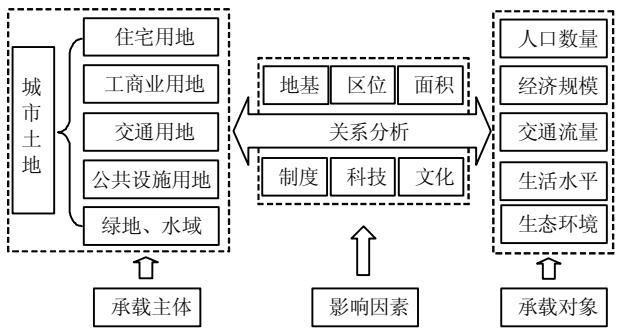 城市土地
住宅用地
工商业用地
交通用地
公共设施用地
绿地、水域
地基 区位 面积
关系分析
制度 科技 文化
人口数量
经济规模
交通流量
生活水平
生态环境
承载主体
影响因素
承载对象